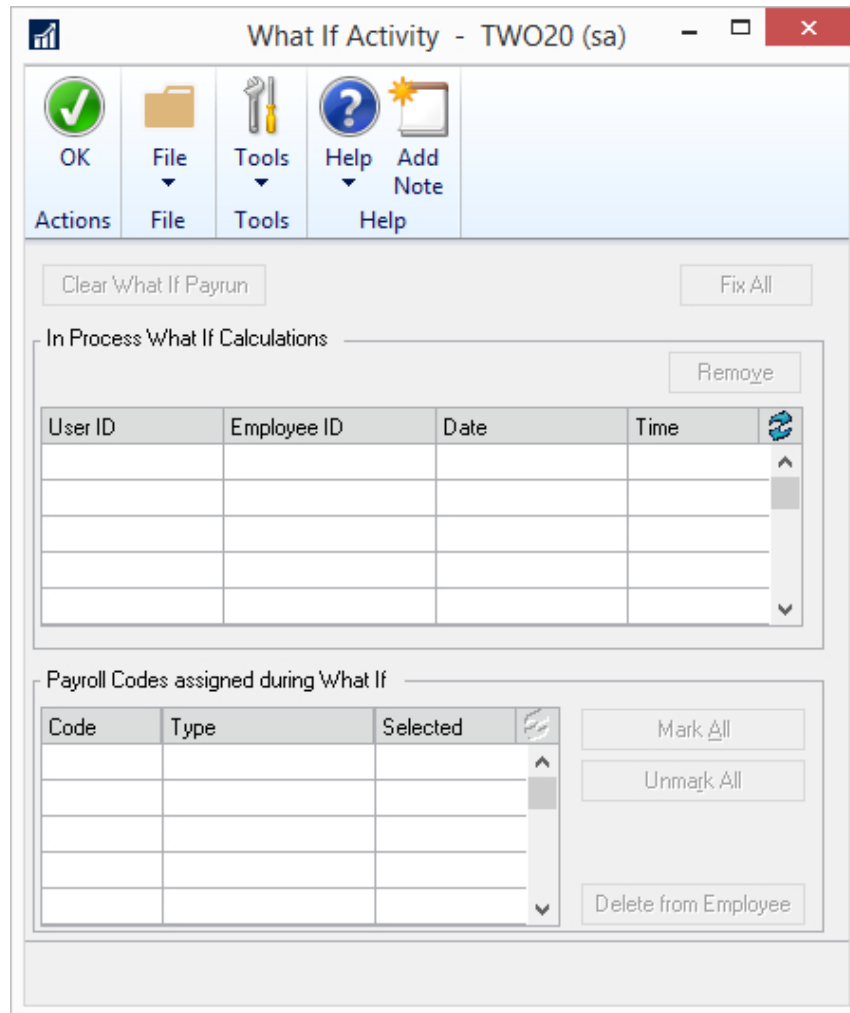 What If Activity - TWO20 (sa)
OK File Tools Help Add Note
Actions File Tools Help
Clear What If Payrun Fix All
In Process What If Calculations
Remove
User ID Employee ID Date Time
Payroll Codes assigned during What If
Code Type Selected
Mark All
Unmark All
Delete from Employee